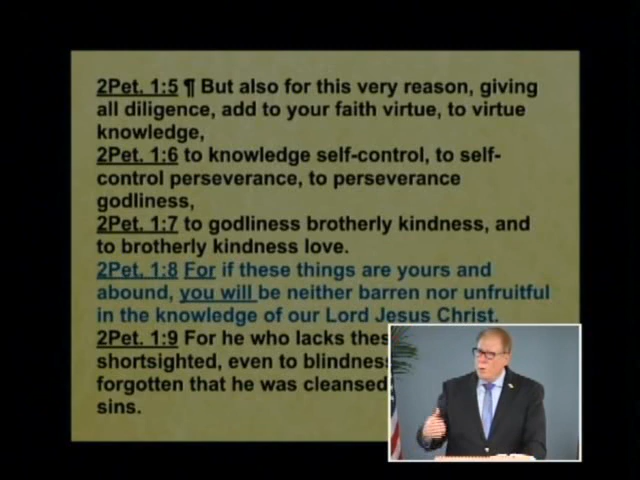 2Pet. 1:5 ¶ But also for this very reason, giving
all diligence, add to your faith virtue, to virtue
knowledge,
2Pet. 1:6 to knowledge self-control, to self-
control perseverance, to perseverance
godliness,
2Pet. 1:7 to godliness brotherly kindness, and
to brotherly kindness love.
2Pet. 1:8 For if these things are yours and
abound, you will be neither barren nor unfruitful
in the knowledge of our Lord Jesus Christ.
2Pet. 1:9 For he who lacks
shortsighted, even to
forgotten that he was cleansed
sins.